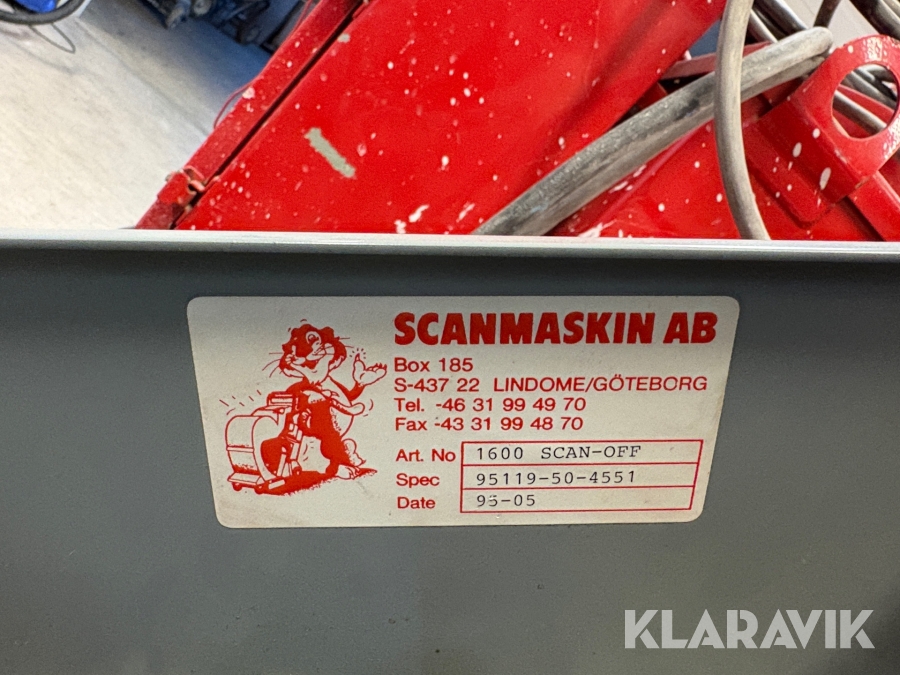 SCANMASKIN AB
Box 185
S-437 22 LINDOME/GÖTEBORG
Tel. -46 31 99 49 70
Fax -43 31 99 48 70
Art. No 1600 SCAN-OFF
Spec 95119-50-4551
Date 95-05
KLARAVIK